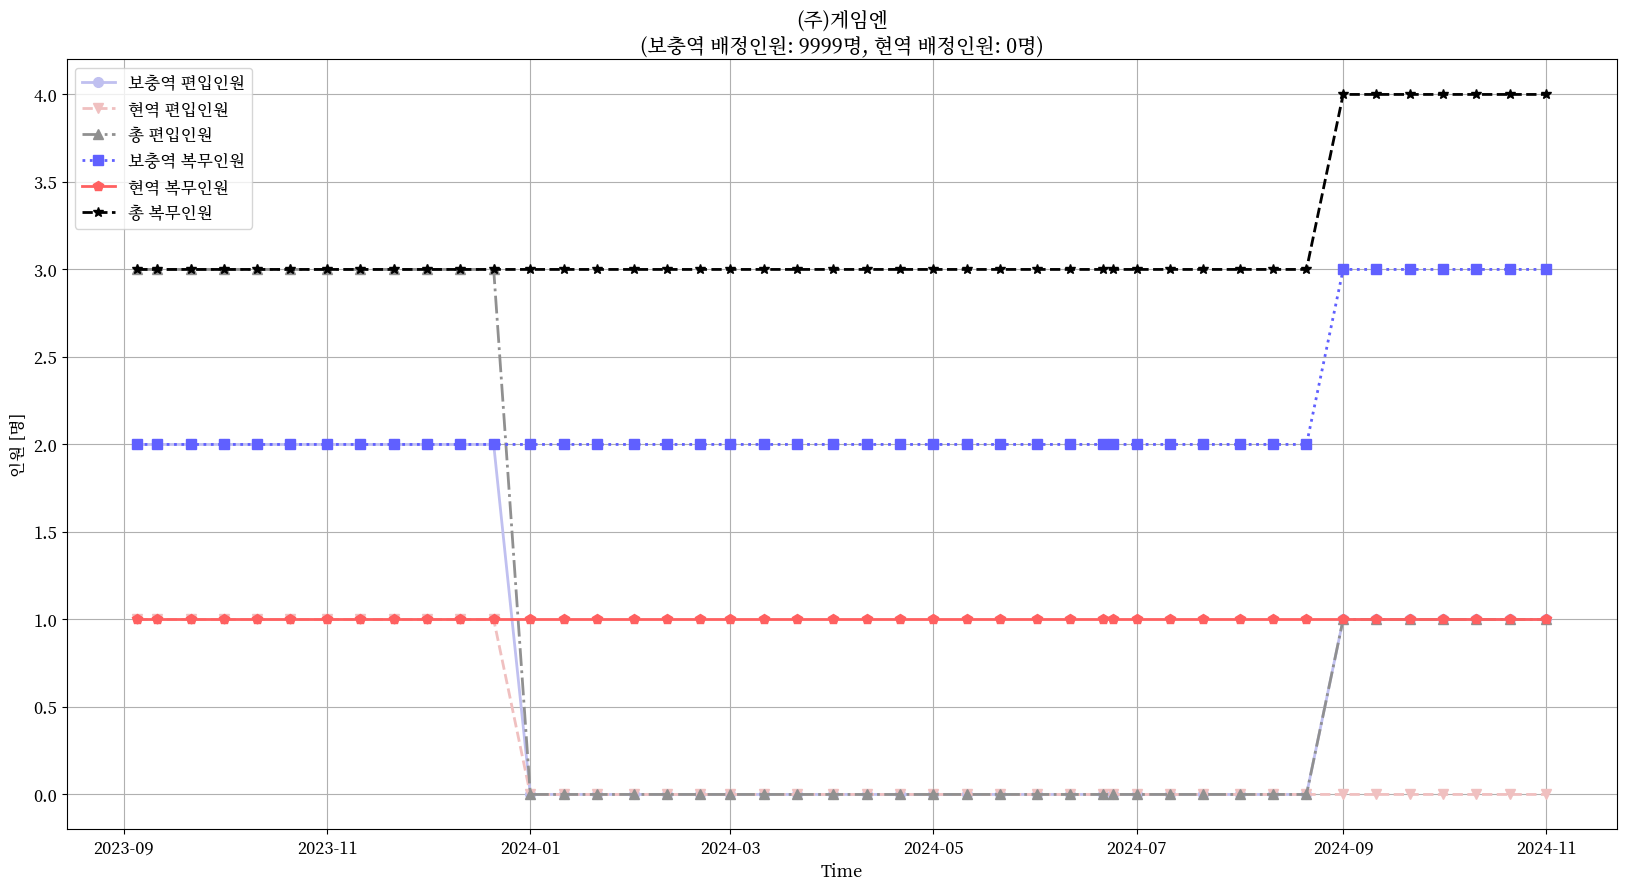 (주)게임엔
(보충역 배정인원: 9999명, 현역 배정인원: 0명)
보충역 편입인원
현역 편입인원
총 편입인원
보충역 복무인원
현역 복무인원
총 복무인원
4.0
3.5
3.0
2.5
2.0
1.5
1.0
0.5
0.0
인원 [명]
2023-09 2023-11 2024-01 2024-03 2024-05 2024-07 2024-09 2024-11
Time